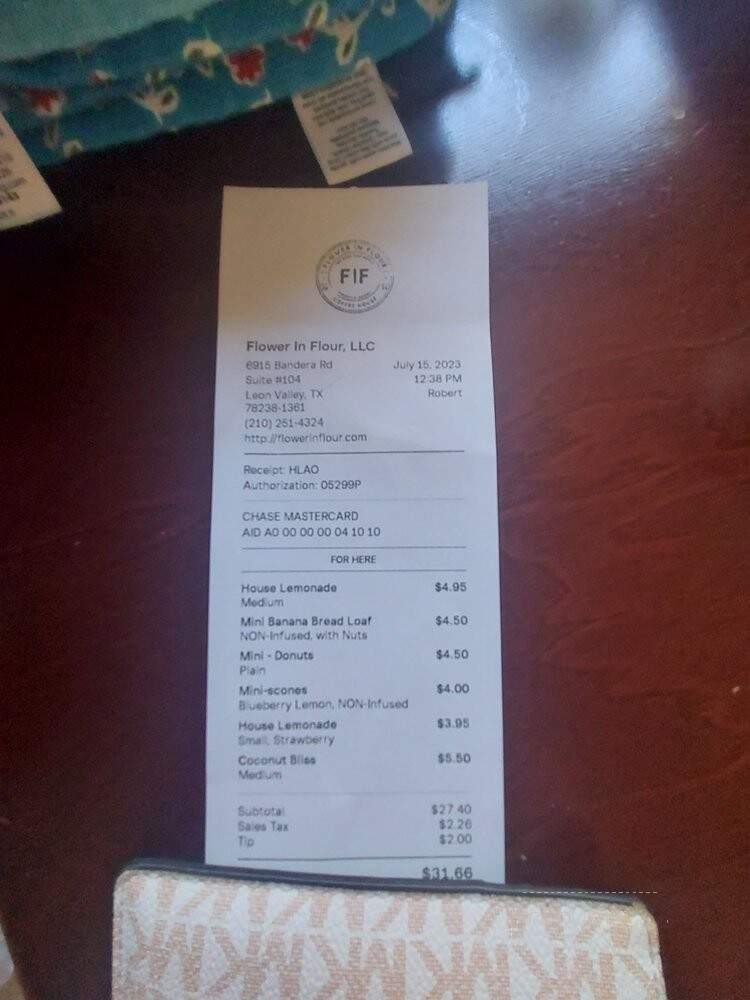 FLOWER IN FLOUR
FIF
COFFEE HOUSE
Flower In Flour, LLC
6915 Bandera Rd July 15, 2023
Suite #104 12:38 PM
Leon Valley, TX Robert
78238-1361
(210) 251-4324
http://flowerinflour.com
Receipt: HLAO
Authorization: 05299P
CHASE MASTERCARD
AID A0 00 00 00 04 10 10
FOR HERE
House Lemonade $4.95
Medium
Mini Banana Bread Loaf $4.50
NON-Infused, with Nuts
Mini - Donuts $4.50
Plain
Mini-scones $4.00
Blueberry Lemon, NON-Infused
House Lemonade $3.95
Small, Strawberry
Coconut Bliss $5.50
Medium
Subtotal $27.40
Sales Tax $2.26
Tip $2.00
$31.66